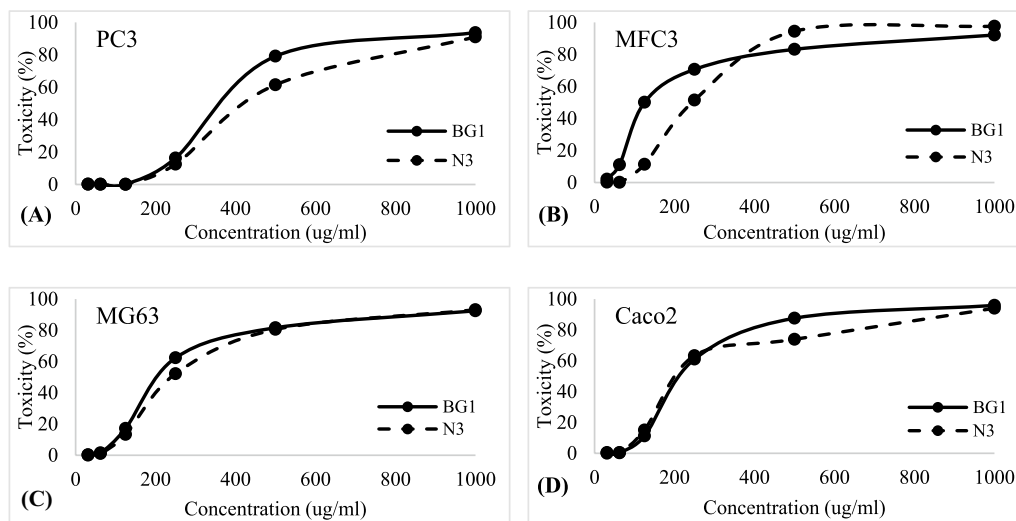 PC3
Toxicity (%)
100
80
60
40
20
0
BG1
N3
0 200 400 600 800 1000
(A)
Concentration (ug/ml)
MFC3
Toxicity (%)
100
80
60
40
20
0
BG1
N3
0 200 400 600 800 1000
(B)
Concentration (ug/ml)
MG63
Toxicity (%)
100
80
60
40
20
0
BG1
N3
0 200 400 600 800 1000
(C)
Concentration (ug/ml)
Caco2
Toxicity (%)
100
80
60
40
20
0
BG1
N3
0 200 400 600 800 1000
(D)
Concentration (ug/ml)